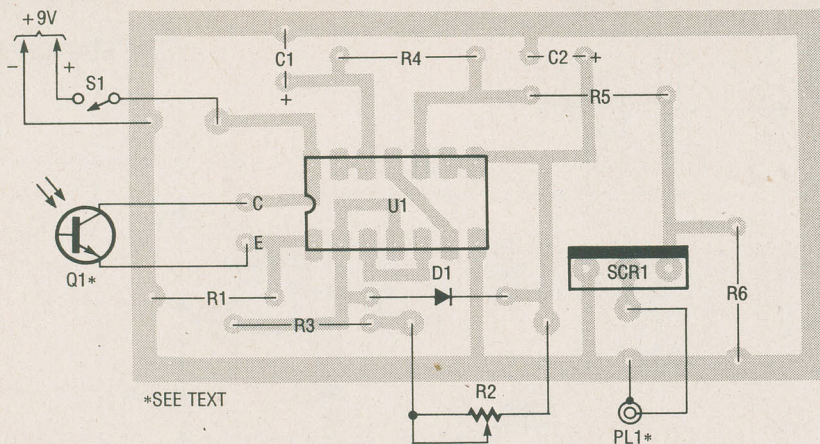 +9V
− +
S1
C1
+
R4
C2 +
R5
C
E
U1
Q1*
D1
SCR1
R1
R3
R6
R2
*SEE TEXT
PL1*